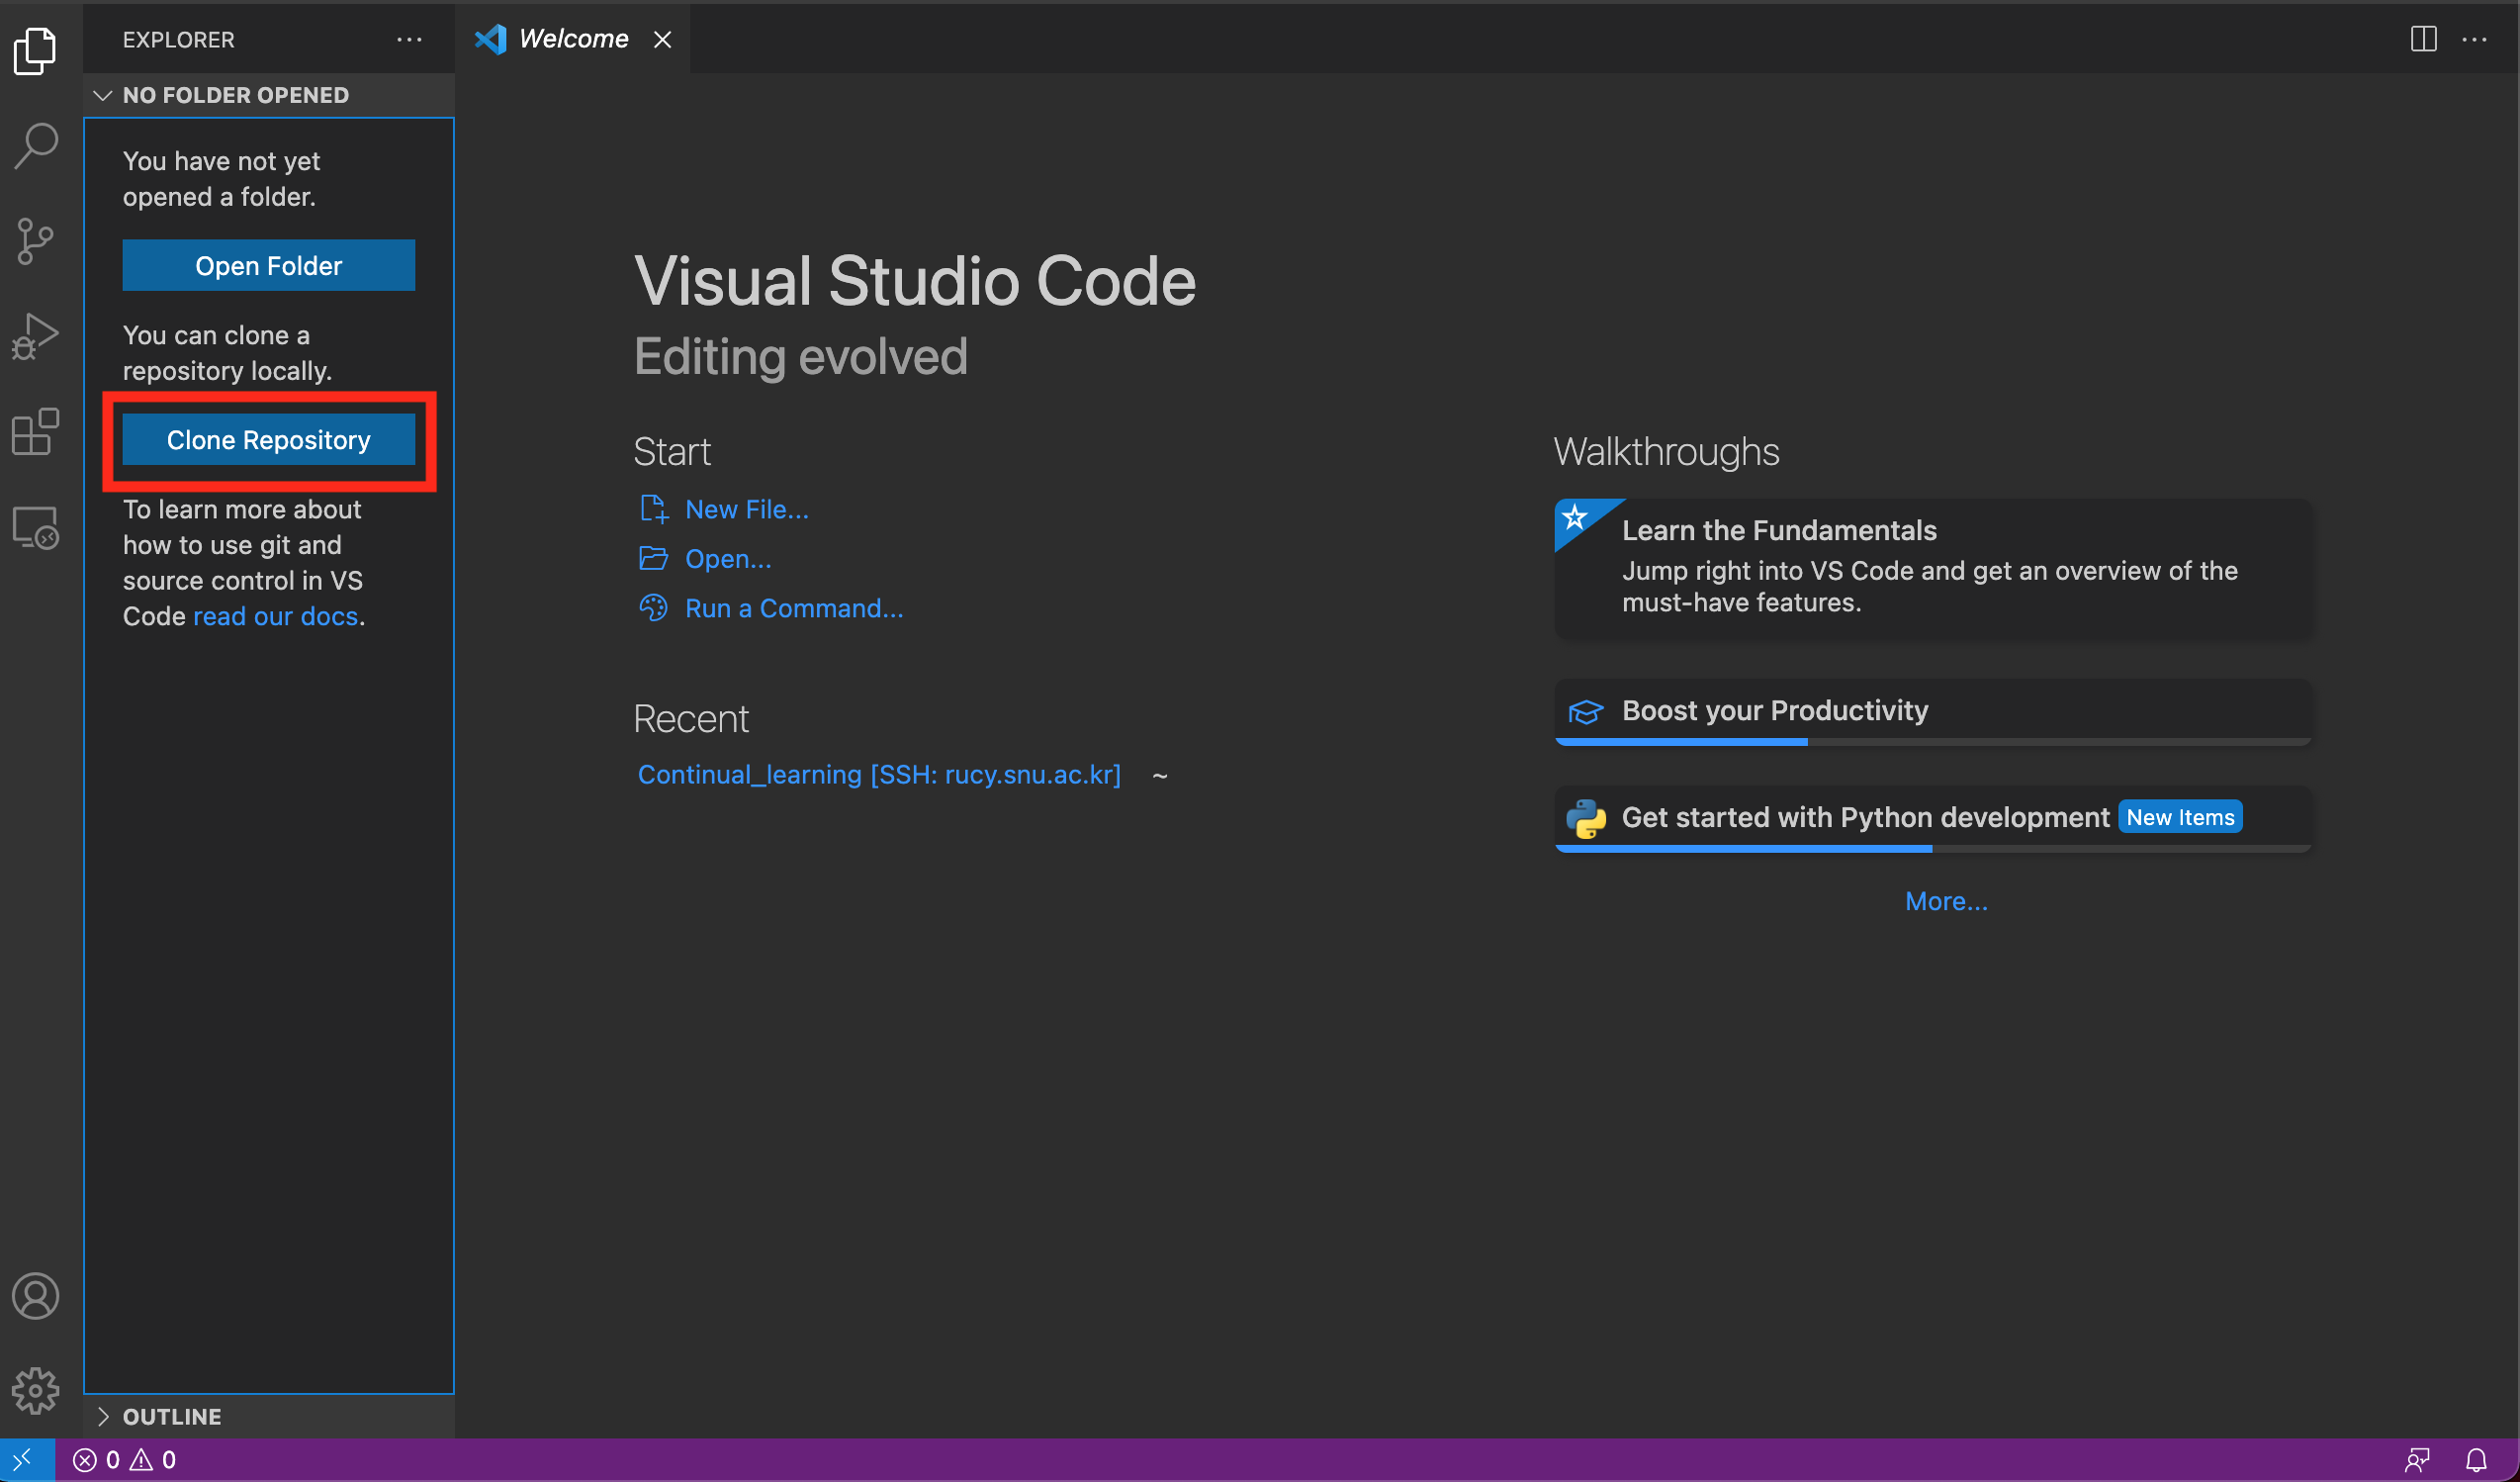 EXPLORER
Welcome
NO FOLDER OPENED
You have not yet
opened a folder.
Open Folder
You can clone a
repository locally.
Clone Repository
To learn more about
how to use git and
source control in VS
Code read our docs.
OUTLINE
Visual Studio Code
Editing evolved
Start
New File...
Open...
Run a Command...
Recent
Continual_learning [SSH: rucy.snu.ac.kr] ~
Walkthroughs
Learn the Fundamentals
Jump right into VS Code and get an overview of the
must-have features.
Boost your Productivity
Get started with Python development New Items
More...
0 0